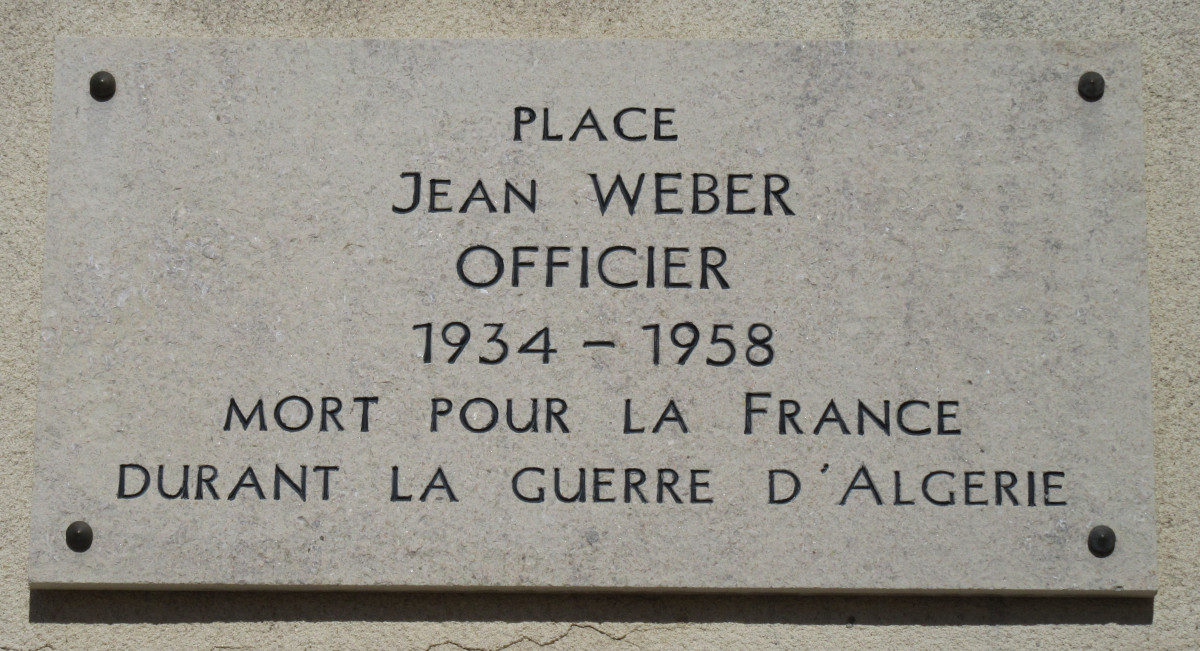 PLACE
JEAN WEBER
OFFICIER
1934 - 1958
MORT POUR LA FRANCE
DURANT LA GUERRE D'ALGERIE